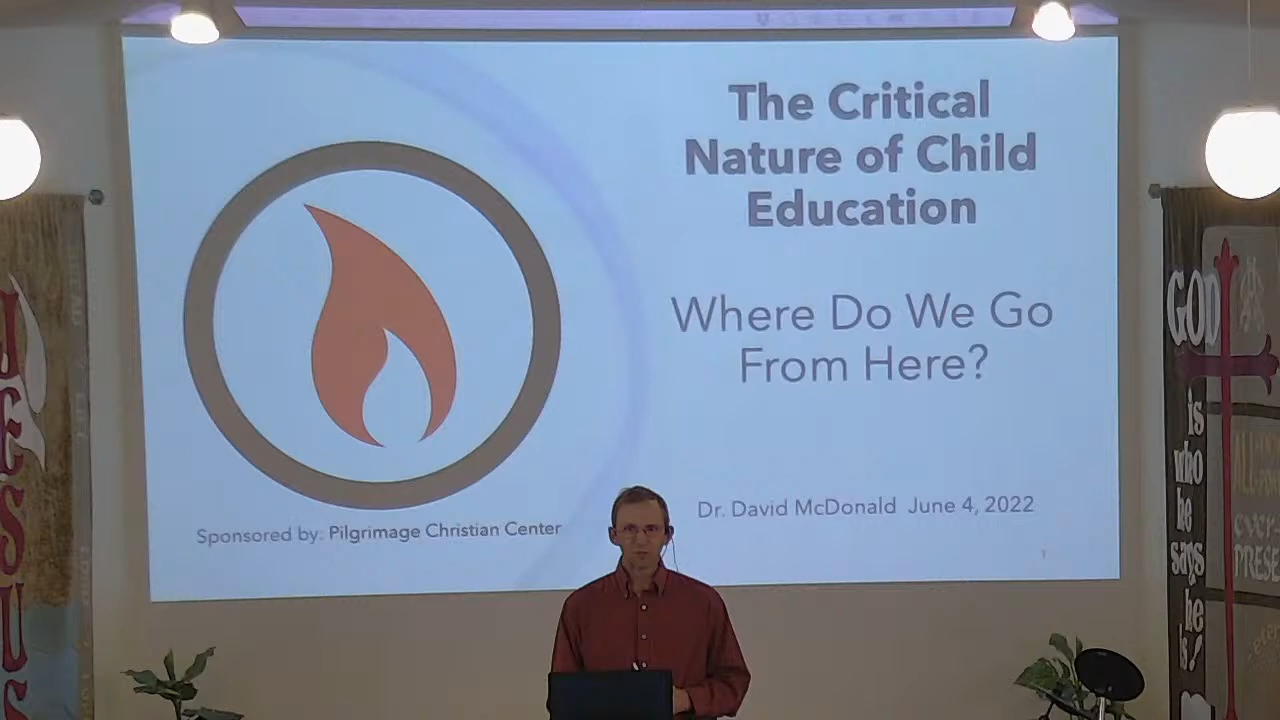 The Critical
Nature of Child
Education
Where Do We Go
From Here?
Dr. David McDonald June 4, 2022
Sponsored by: Pilgrimage Christian Center
JESUS
GOD
is
who
he
says
he
is!